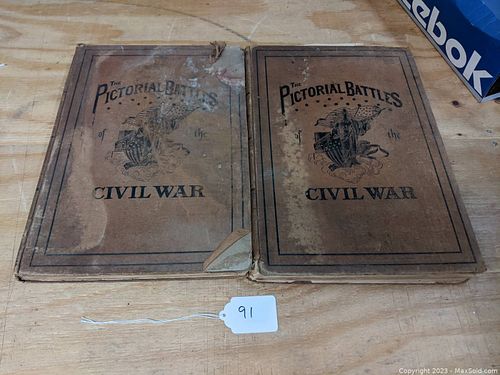 The
PICTORIAL BATTLES
of the
CIVIL WAR
The
PICTORIAL BATTLES
of the
CIVIL WAR
91
ebok
Copyright 2023 - MaxSold.com